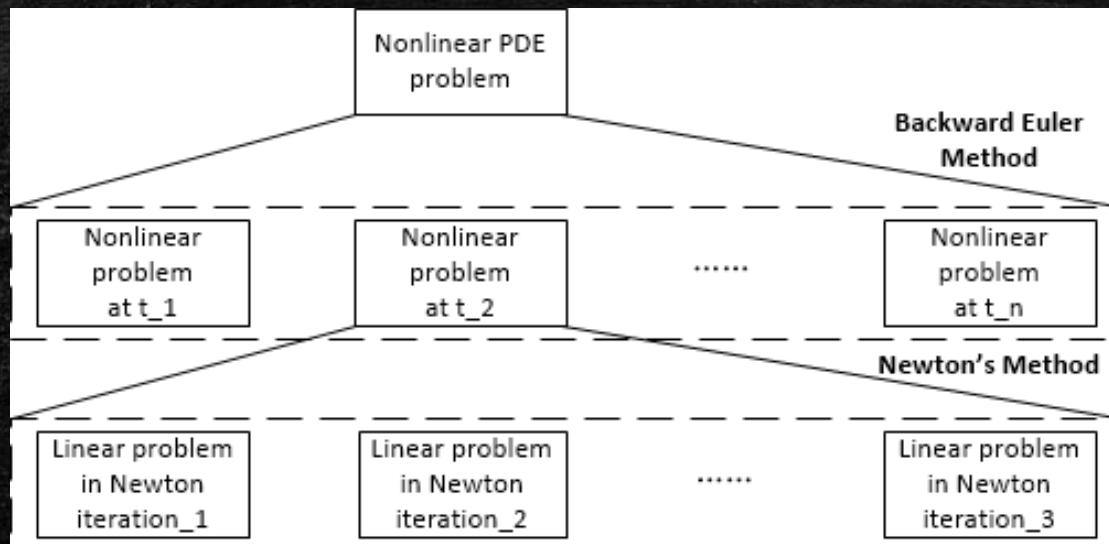 Nonlinear PDE
problem
Backward Euler
Method
Nonlinear
problem
at t_1
Nonlinear
problem
at t_2
......
Nonlinear
problem
at t_n
Newton's Method
Linear problem
in Newton
iteration_1
Linear problem
in Newton
iteration_2
......
Linear problem
in Newton
iteration_3